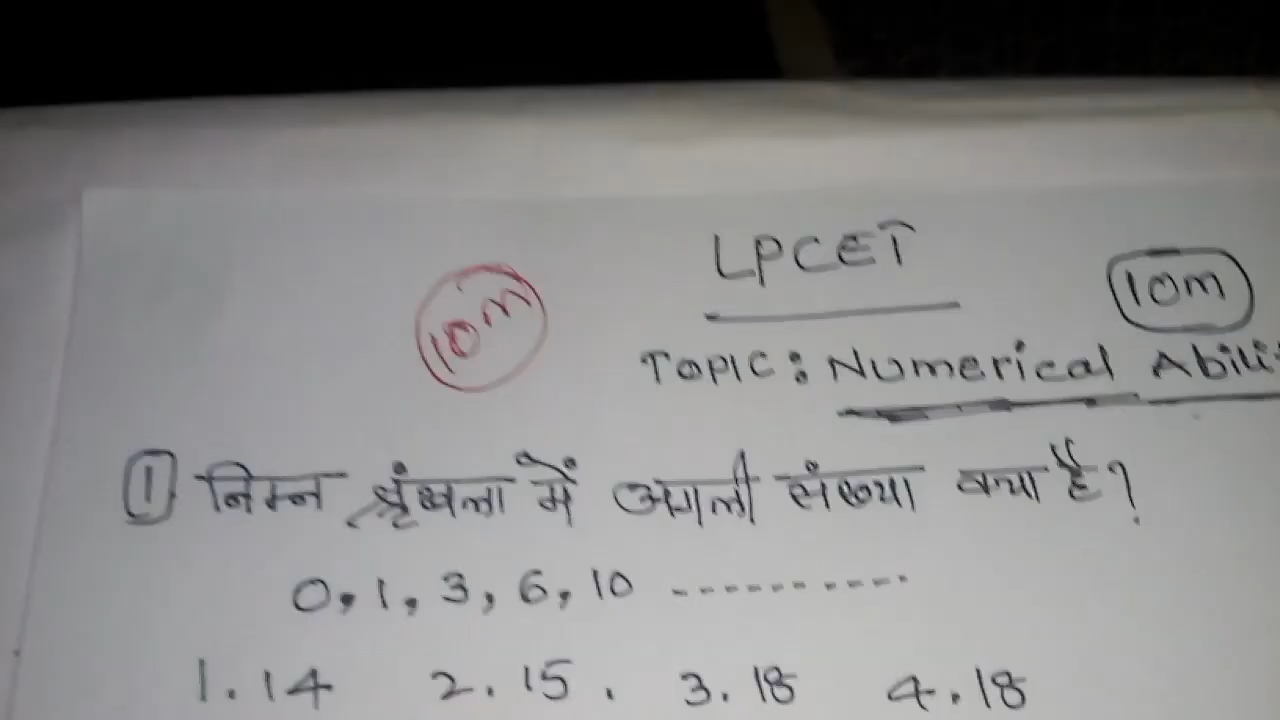 LPCET
10m
10m
Topic: Numerical Abili
1 निम्न श्रृंखला में अगली संख्या क्या है?
0, 1, 3, 6, 10 ..........
1. 14 2. 15. 3. 18 4. 18